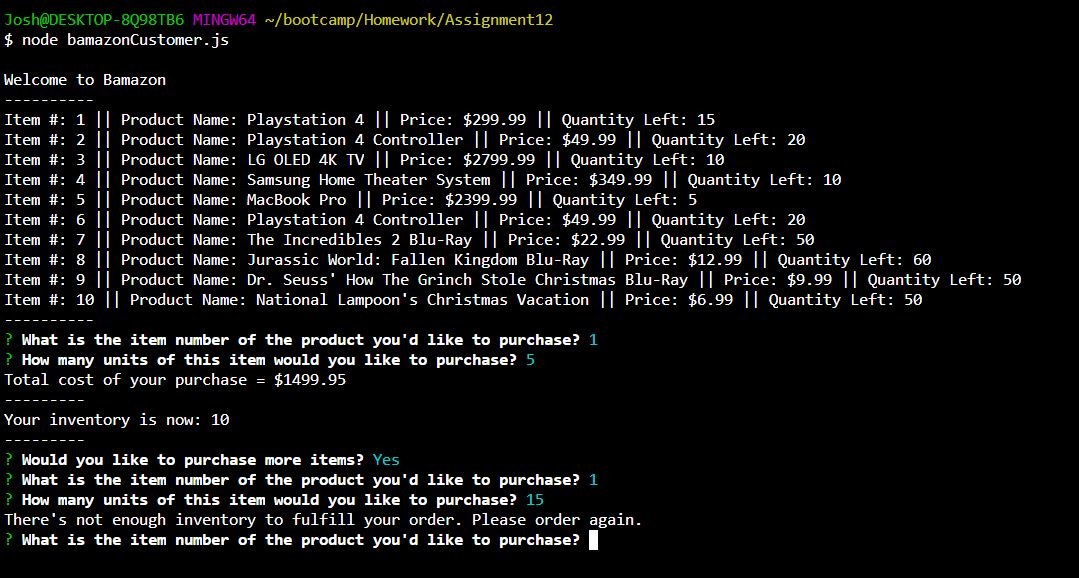 Josh@DESKTOP-8Q98TB6 MINGW64 ~/bootcamp/Homework/Assignment12
$ node bamazonCustomer.js
Welcome to Bamazon
----------
Item #: 1 || Product Name: Playstation 4 || Price: $299.99 || Quantity Left: 15
Item #: 2 || Product Name: Playstation 4 Controller || Price: $49.99 || Quantity Left: 20
Item #: 3 || Product Name: LG OLED 4K TV || Price: $2799.99 || Quantity Left: 10
Item #: 4 || Product Name: Samsung Home Theater System || Price: $349.99 || Quantity Left: 10
Item #: 5 || Product Name: MacBook Pro || Price: $2399.99 || Quantity Left: 5
Item #: 6 || Product Name: Playstation 4 Controller || Price: $49.99 || Quantity Left: 20
Item #: 7 || Product Name: The Incredibles 2 Blu-Ray || Price: $22.99 || Quantity Left: 50
Item #: 8 || Product Name: Jurassic World: Fallen Kingdom Blu-Ray || Price: $12.99 || Quantity Left: 60
Item #: 9 || Product Name: Dr. Seuss' How The Grinch Stole Christmas Blu-Ray || Price: $9.99 || Quantity Left: 50
Item #: 10 || Product Name: National Lampoon's Christmas Vacation || Price: $6.99 || Quantity Left: 50
----------
? What is the item number of the product you'd like to purchase? 1
? How many units of this item would you like to purchase? 5
Total cost of your purchase = $1499.95
---------
Your inventory is now: 10
---------
? Would you like to purchase more items? Yes
? What is the item number of the product you'd like to purchase? 1
? How many units of this item would you like to purchase? 15
There's not enough inventory to fulfill your order. Please order again.
? What is the item number of the product you'd like to purchase?